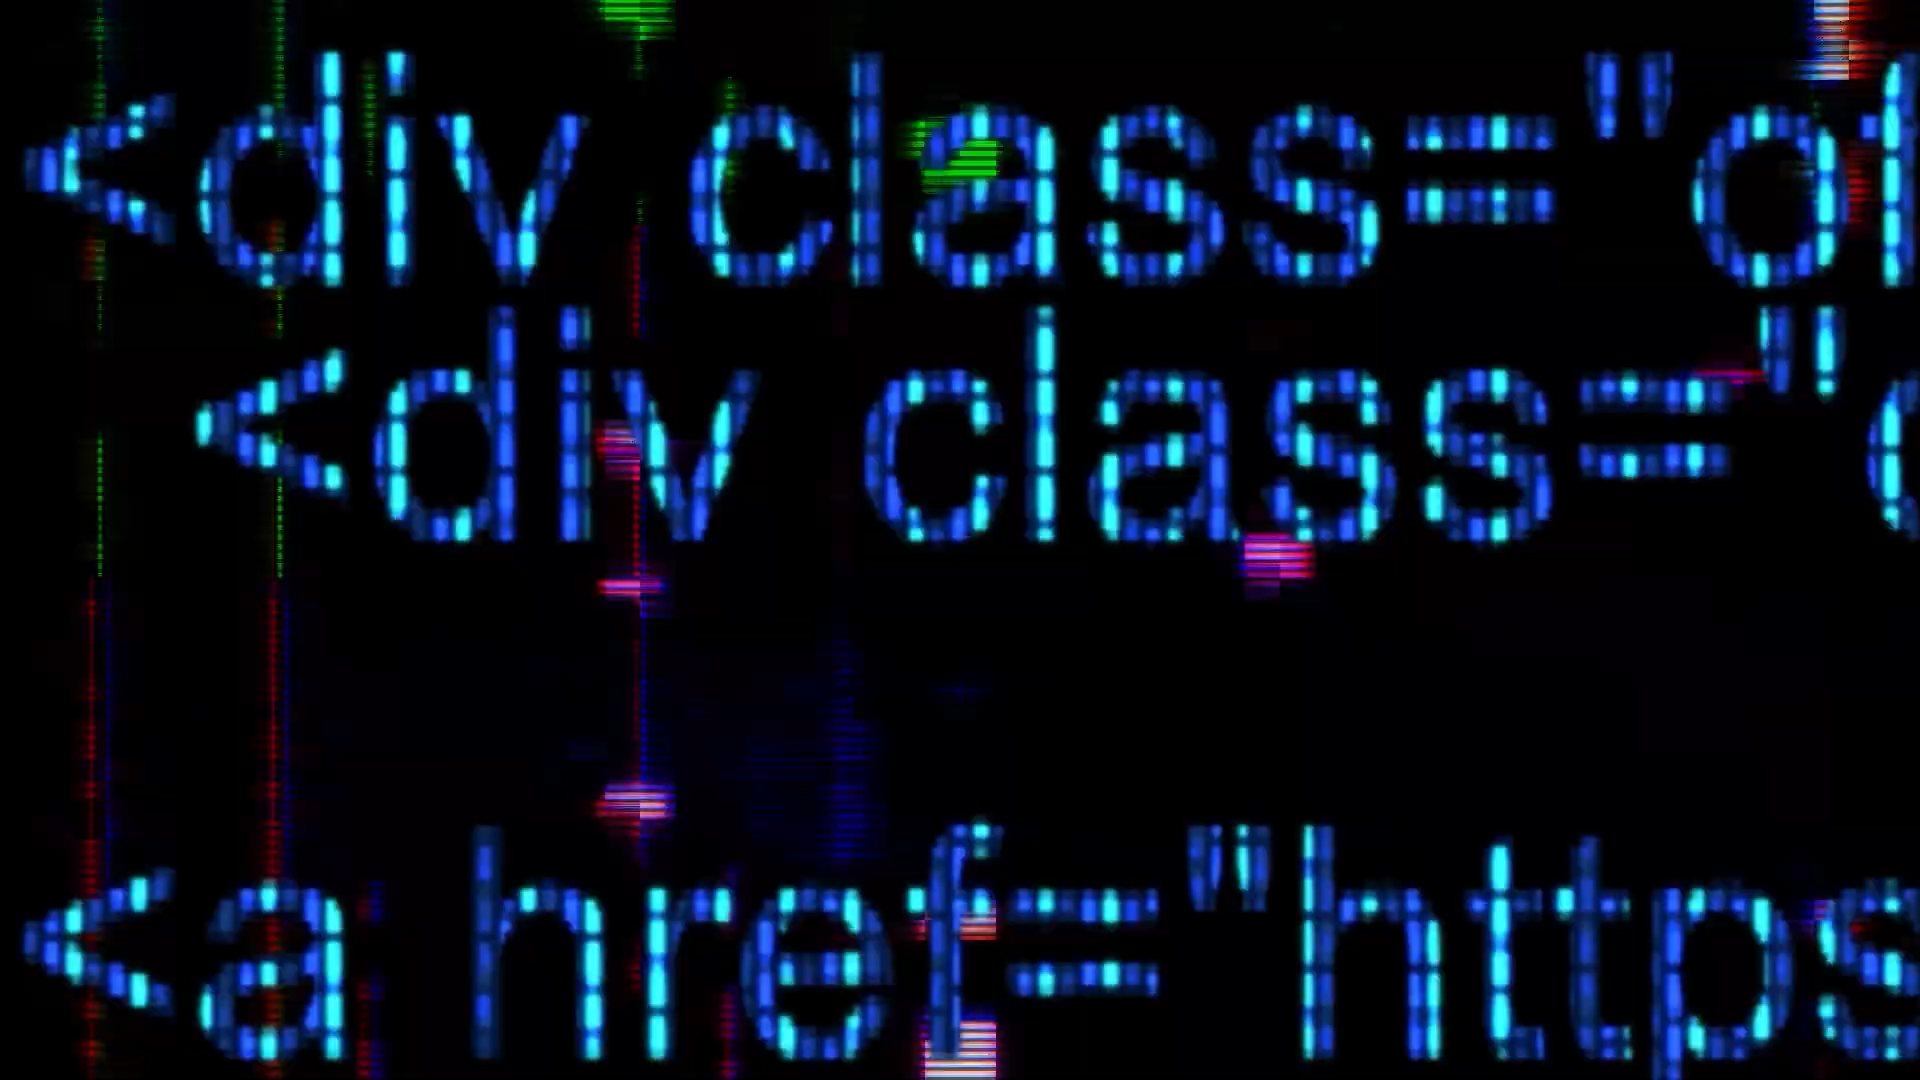 <div class="
<div class="
<a href="https